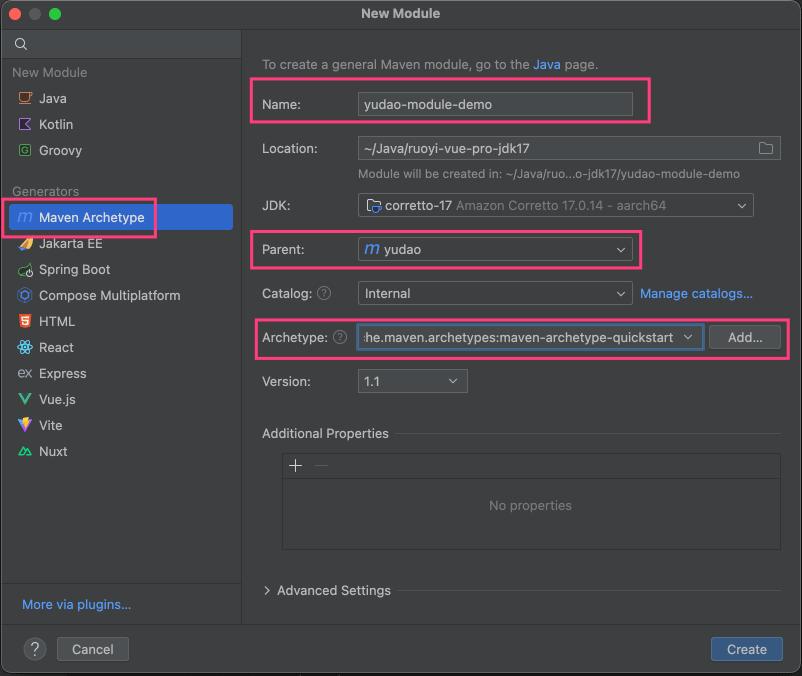 New Module
New Module
Java
Kotlin
Groovy
Generators
Maven Archetype
Jakarta EE
Spring Boot
Compose Multiplatform
HTML
React
Express
Vue.js
Vite
Nuxt
More via plugins...
To create a general Maven module, go to the Java page.
Name: yudao-module-demo
Location: ~/Java/ruoyi-vue-pro-jdk17
Module will be created in: ~/Java/ruo...o-jdk17/yudao-module-demo
JDK: corretto-17 Amazon Corretto 17.0.14 - aarch64
Parent: yudao
Catalog: ? Internal Manage catalogs...
Archetype: ? :he.maven.archetypes:maven-archetype-quickstart Add...
Version: 1.1
Additional Properties
No properties
Advanced Settings
? Cancel Create